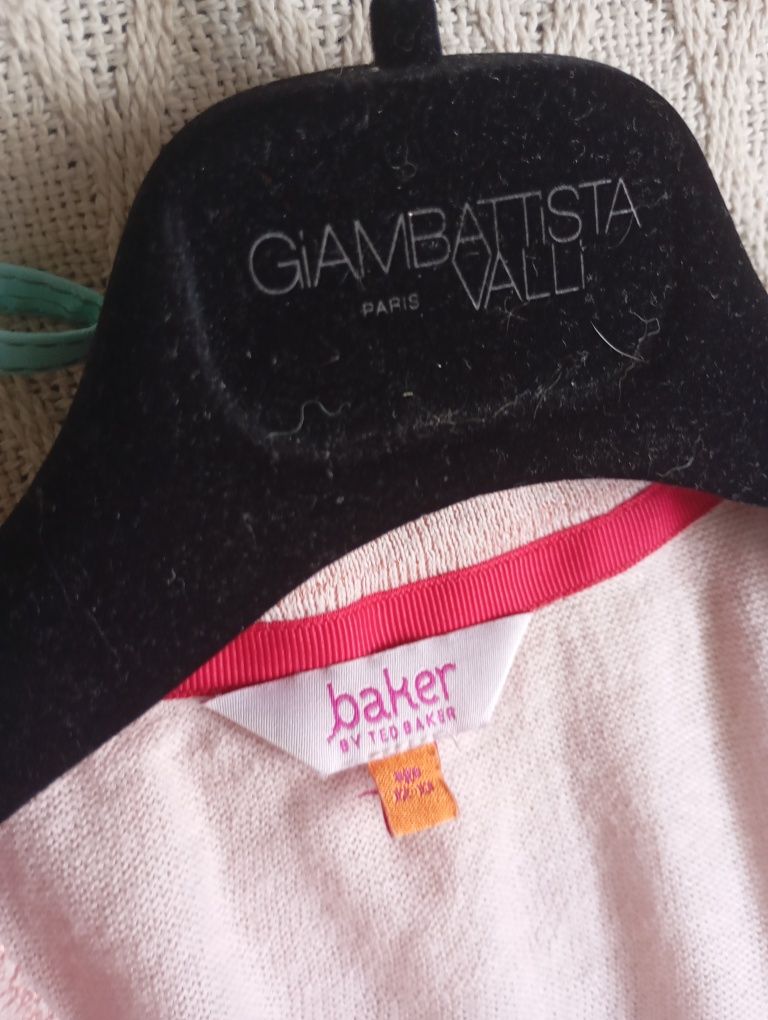 GiAMBATTiSTA
PARIS VALLi
baker
BY TED BAKER